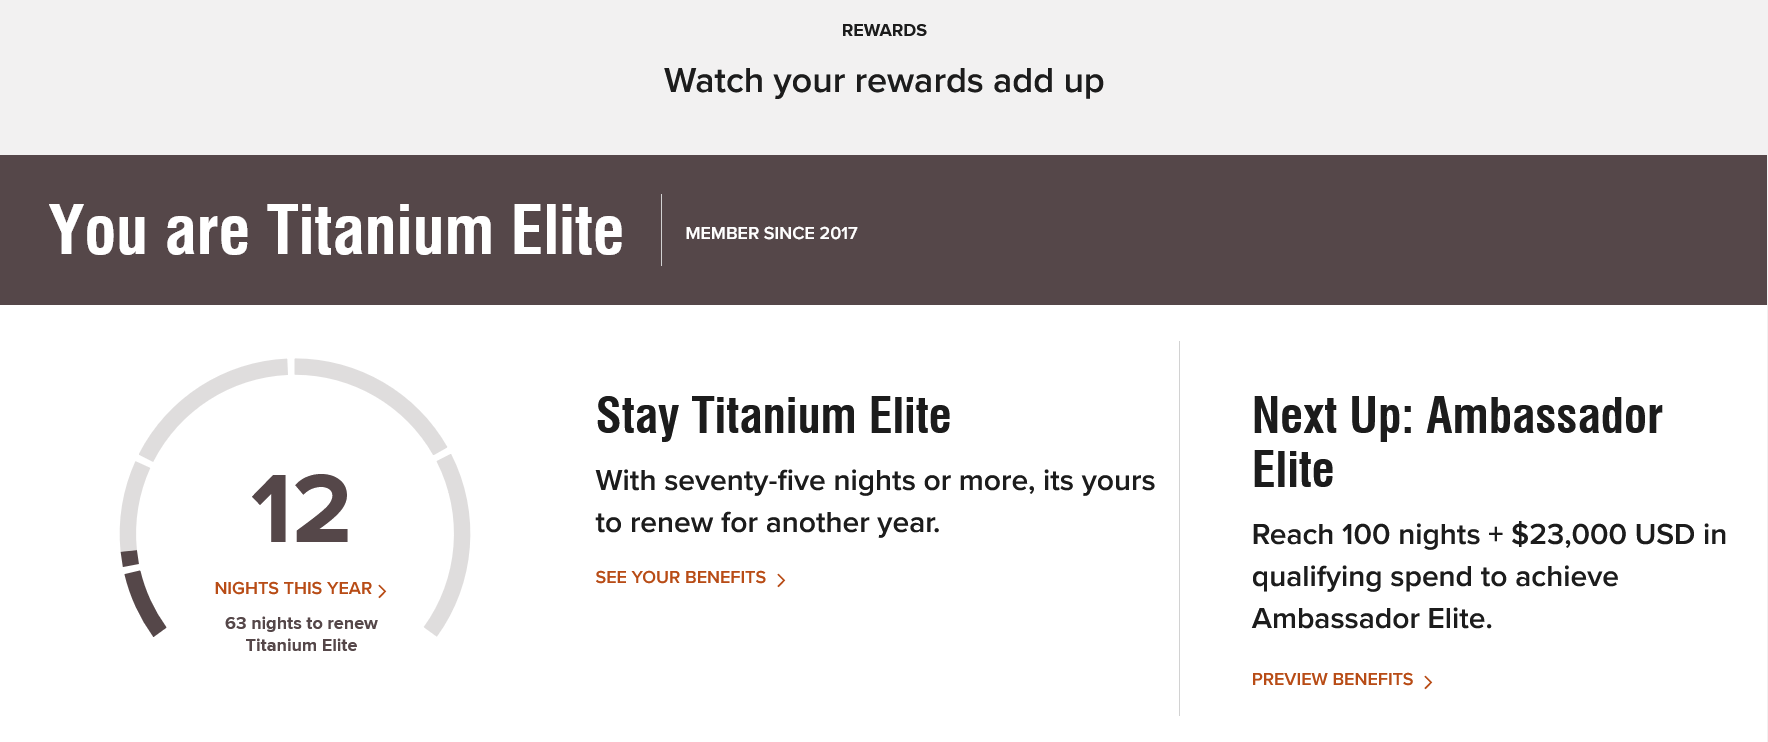 REWARDS
Watch your rewards add up
You are Titanium Elite
MEMBER SINCE 2017
12
NIGHTS THIS YEAR
63 nights to renew
Titanium Elite
Stay Titanium Elite
With seventy-five nights or more, its yours
to renew for another year.
SEE YOUR BENEFITS
Next Up: Ambassador
Elite
Reach 100 nights + $23,000 USD in
qualifying spend to achieve
Ambassador Elite.
PREVIEW BENEFITS